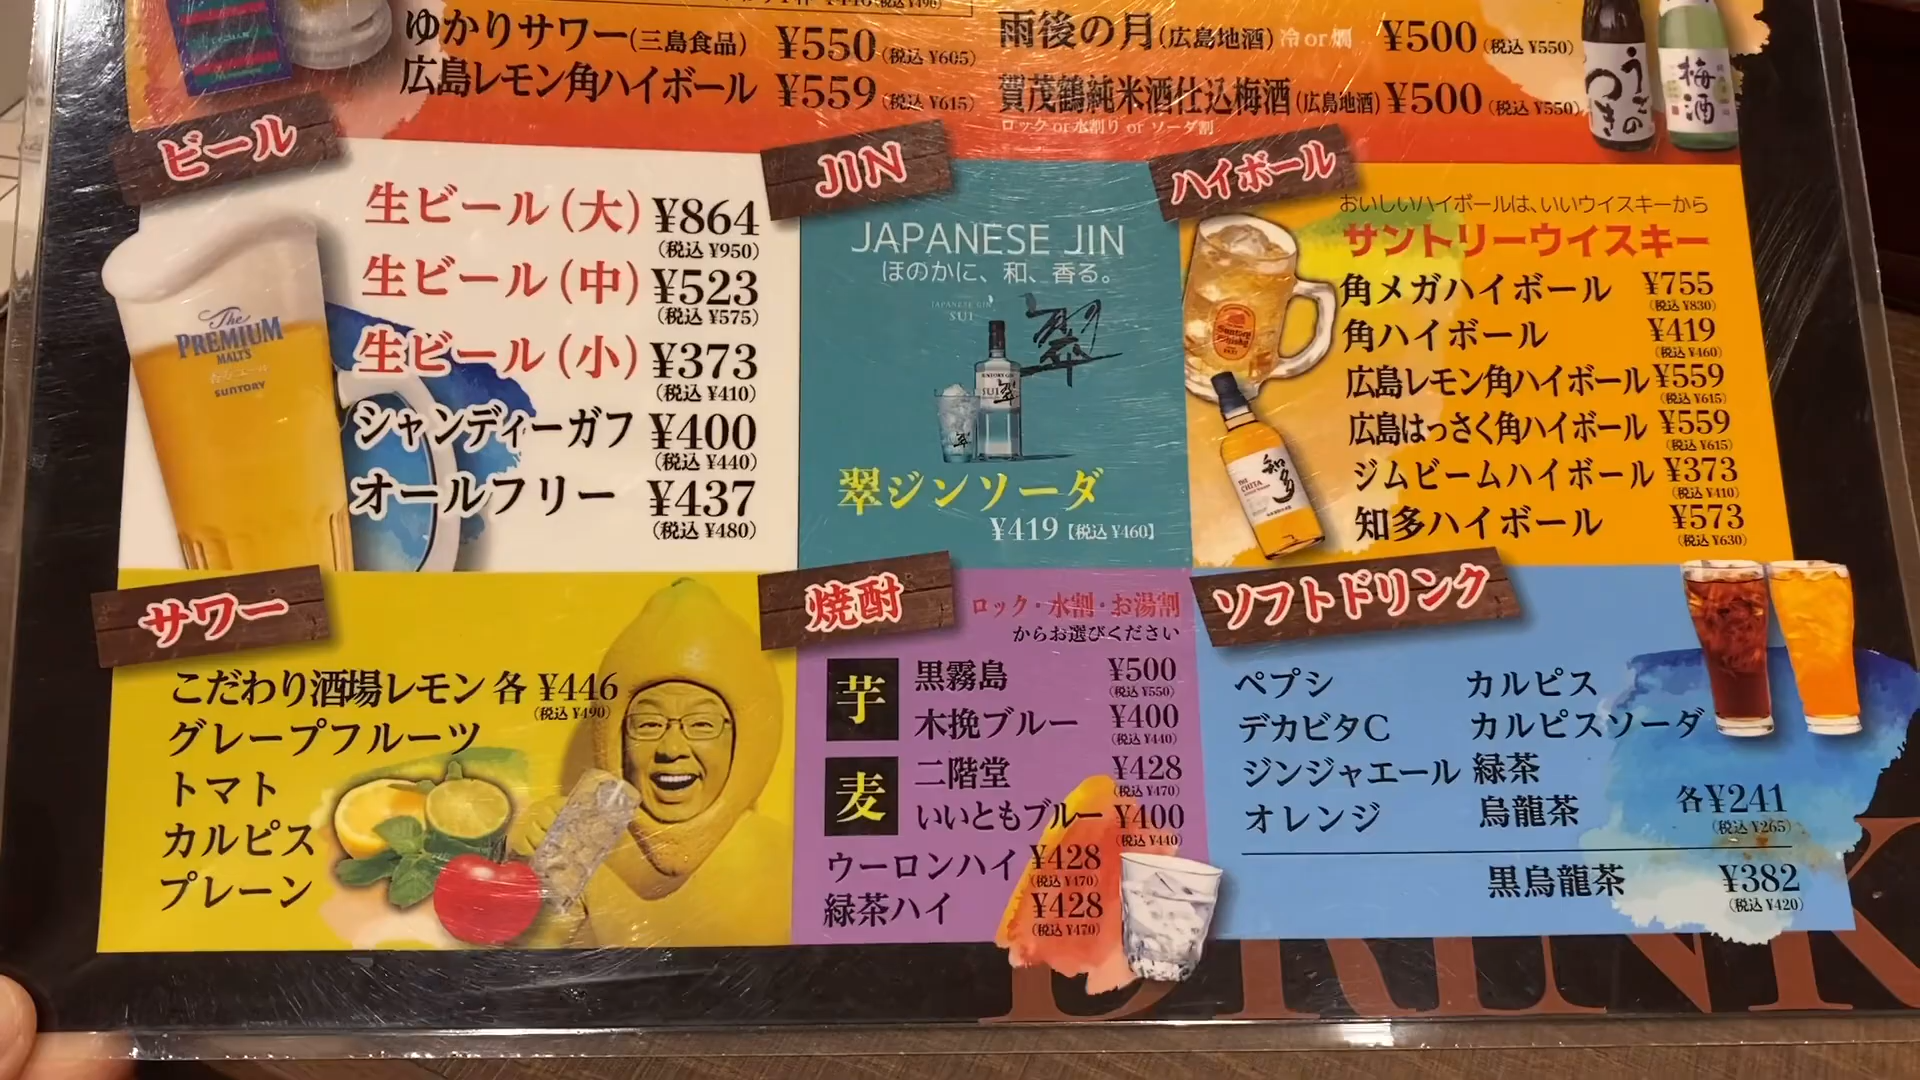 ゆかりサワー(三島食品) ¥550(税込 ¥605)
広島レモン角ハイボール ¥559(税込 ¥615)
雨後の月(広島地酒)冷or燗 ¥500(税込 ¥550)
賀茂鶴純米酒仕込梅酒(広島地酒)¥500(税込 ¥550)
ロック or 水割り or ソーダ割
うごのつき
梅酒
ビール
生ビール(大) ¥864
(税込 ¥950)
生ビール(中) ¥523
(税込 ¥575)
生ビール(小) ¥373
(税込 ¥410)
シャンディーガフ ¥400
(税込 ¥440)
オールフリー ¥437
(税込 ¥480)
The
PREMIUM
MALT'S
SUNTORY
JIN
JAPANESE JIN
ほのかに、和、香る。
JAPANESE GIN
SUI
翠
翠ジンソーダ
¥419【税込 ¥460】
ハイボール
おいしいハイボールは、いいウイスキーから
サントリーウイスキー
角メガハイボール ¥755
(税込 ¥830)
角ハイボール ¥419
(税込 ¥460)
広島レモン角ハイボール ¥559
(税込 ¥615)
広島はっさく角ハイボール ¥559
(税込 ¥615)
ジムビームハイボール ¥373
(税込 ¥410)
知多ハイボール ¥573
(税込 ¥630)
THE
CHITA
知多
サワー
こだわり酒場レモン 各 ¥446
(税込 ¥490)
グレープフルーツ
トマト
カルピス
プレーン
焼酎
ロック・水割・お湯割
からお選びください
芋
黒霧島 ¥500
(税込 ¥550)
木挽ブルー ¥400
(税込 ¥440)
麦
二階堂 ¥428
(税込 ¥470)
いいともブルー ¥400
(税込 ¥440)
ウーロンハイ ¥428
(税込 ¥470)
緑茶ハイ ¥428
(税込 ¥470)
ソフトドリンク
ペプシ カルピス
デカビタC カルピスソーダ
ジンジャエール 緑茶
オレンジ 烏龍茶
各¥241
(税込 ¥265)
黒烏龍茶 ¥382
(税込 ¥420)
DRINK